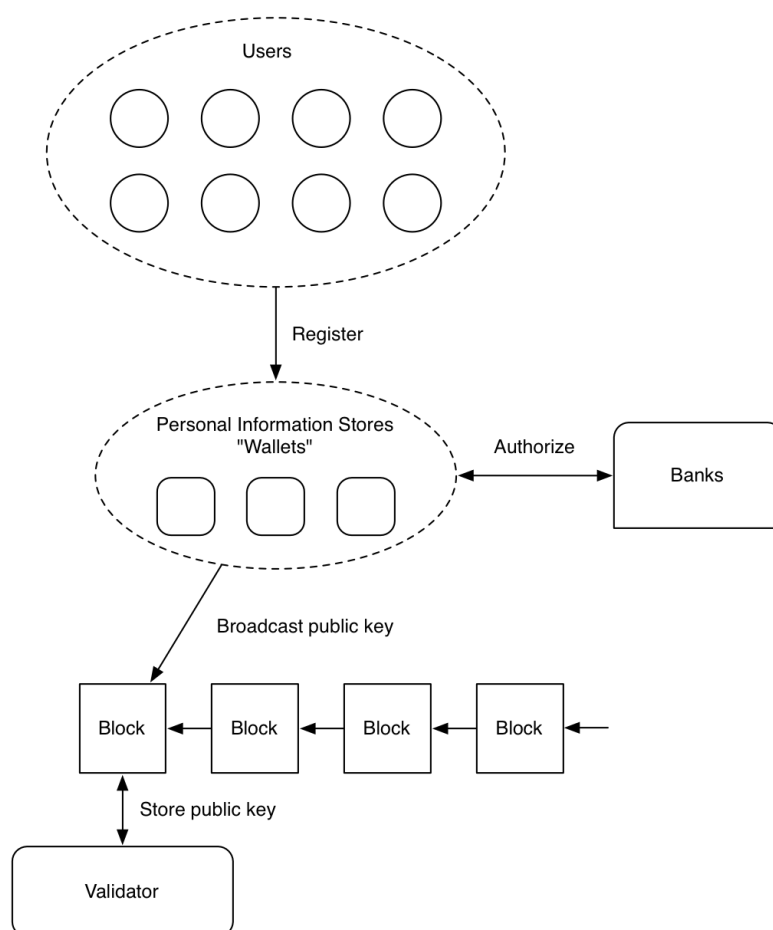 Users
Register
Personal Information Stores
"Wallets"
Authorize
Banks
Broadcast public key
Block
Block
Block
Block
Store public key
Validator